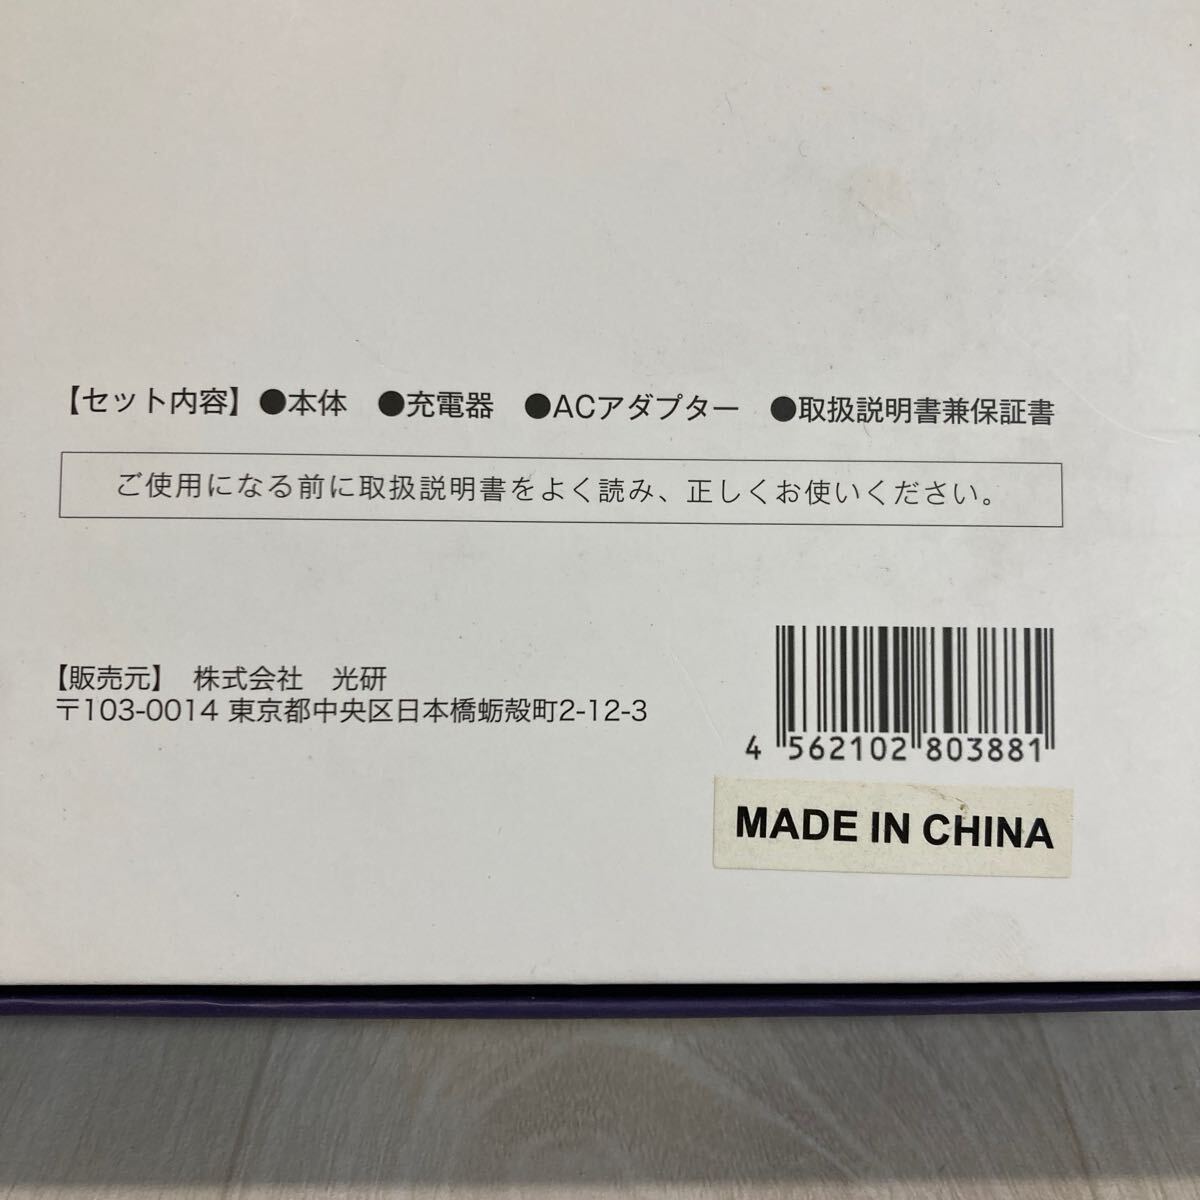 【セット内容】●本体　●充電器　●ACアダプター　●取扱説明書兼保証書
ご使用になる前に取扱説明書をよく読み、正しくお使いください。
【販売元】　株式会社　光研
〒103-0014 東京都中央区日本橋蛎殻町2-12-3
4 562102 803881
MADE IN CHINA